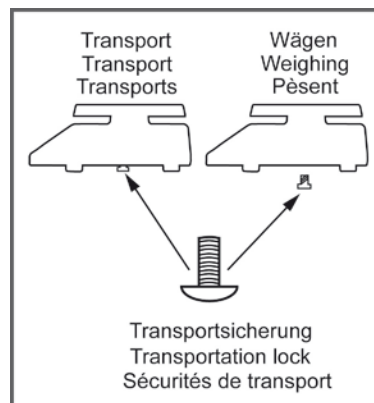 Transport
Transport
Transports
Wägen
Weighing
Pèsent
Transportsicherung
Transportation lock
Sécurités de transport